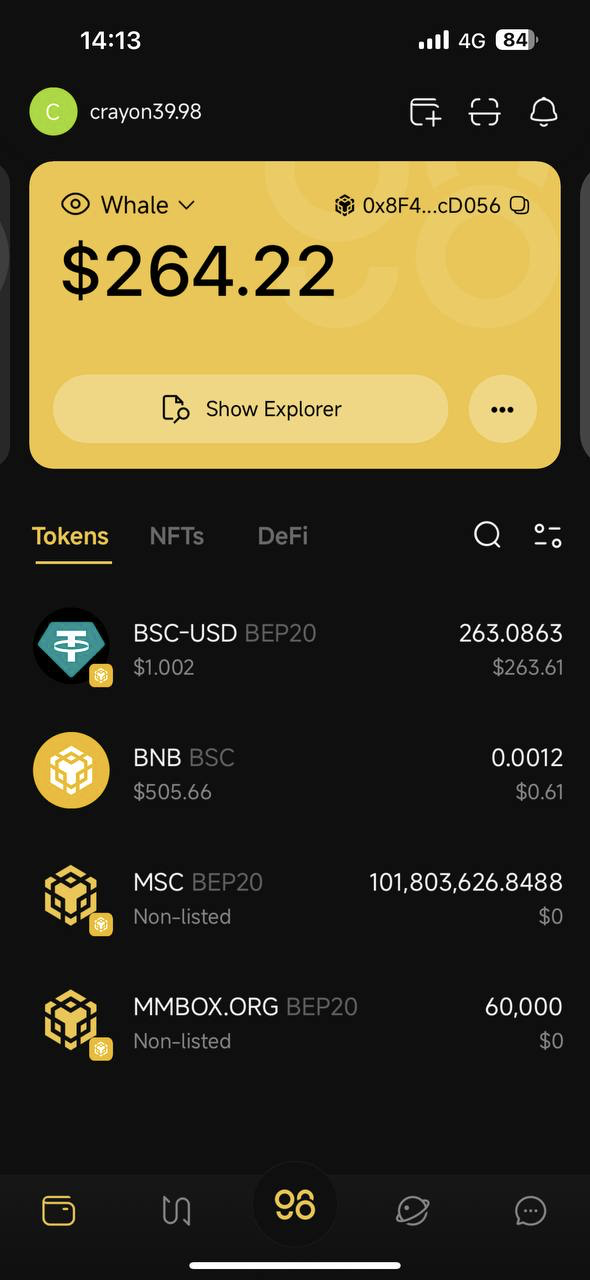 14:13
4G 84
C crayon39.98
Whale 0x8F4...cD056
$264.22
Show Explorer
Tokens NFTs DeFi
BSC-USD BEP20 263.0863
$1.002 $263.61
BNB BSC 0.0012
$505.66 $0.61
MSC BEP20 101,803,626.8488
Non-listed $0
MMBOX.ORG BEP20 60,000
Non-listed $0